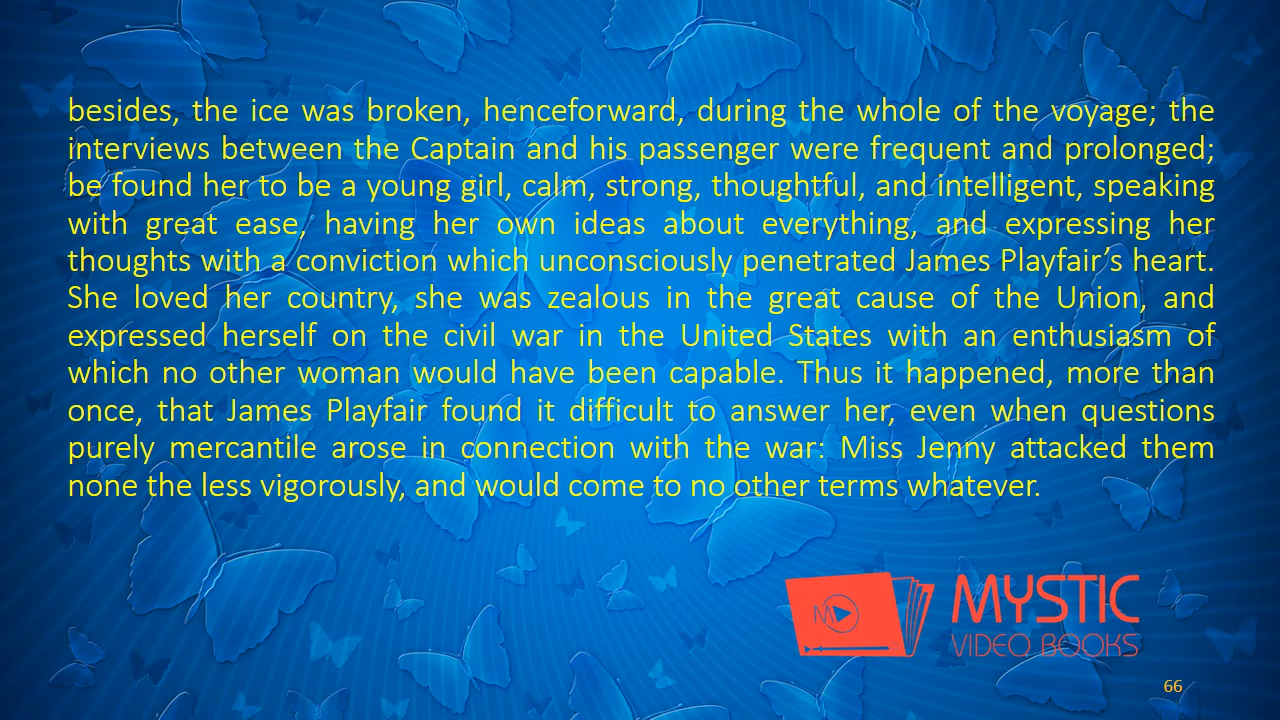 besides, the ice was broken, henceforward, during the whole of the voyage; the
interviews between the Captain and his passenger were frequent and prolonged;
be found her to be a young girl, calm, strong, thoughtful, and intelligent, speaking
with great ease, having her own ideas about everything, and expressing her
thoughts with a conviction which unconsciously penetrated James Playfair’s heart.
She loved her country, she was zealous in the great cause of the Union, and
expressed herself on the civil war in the United States with an enthusiasm of
which no other woman would have been capable. Thus it happened, more than
once, that James Playfair found it difficult to answer her, even when questions
purely mercantile arose in connection with the war: Miss Jenny attacked them
none the less vigorously, and would come to no other terms whatever.
M
MYSTIC
VIDEO BOOKS
66